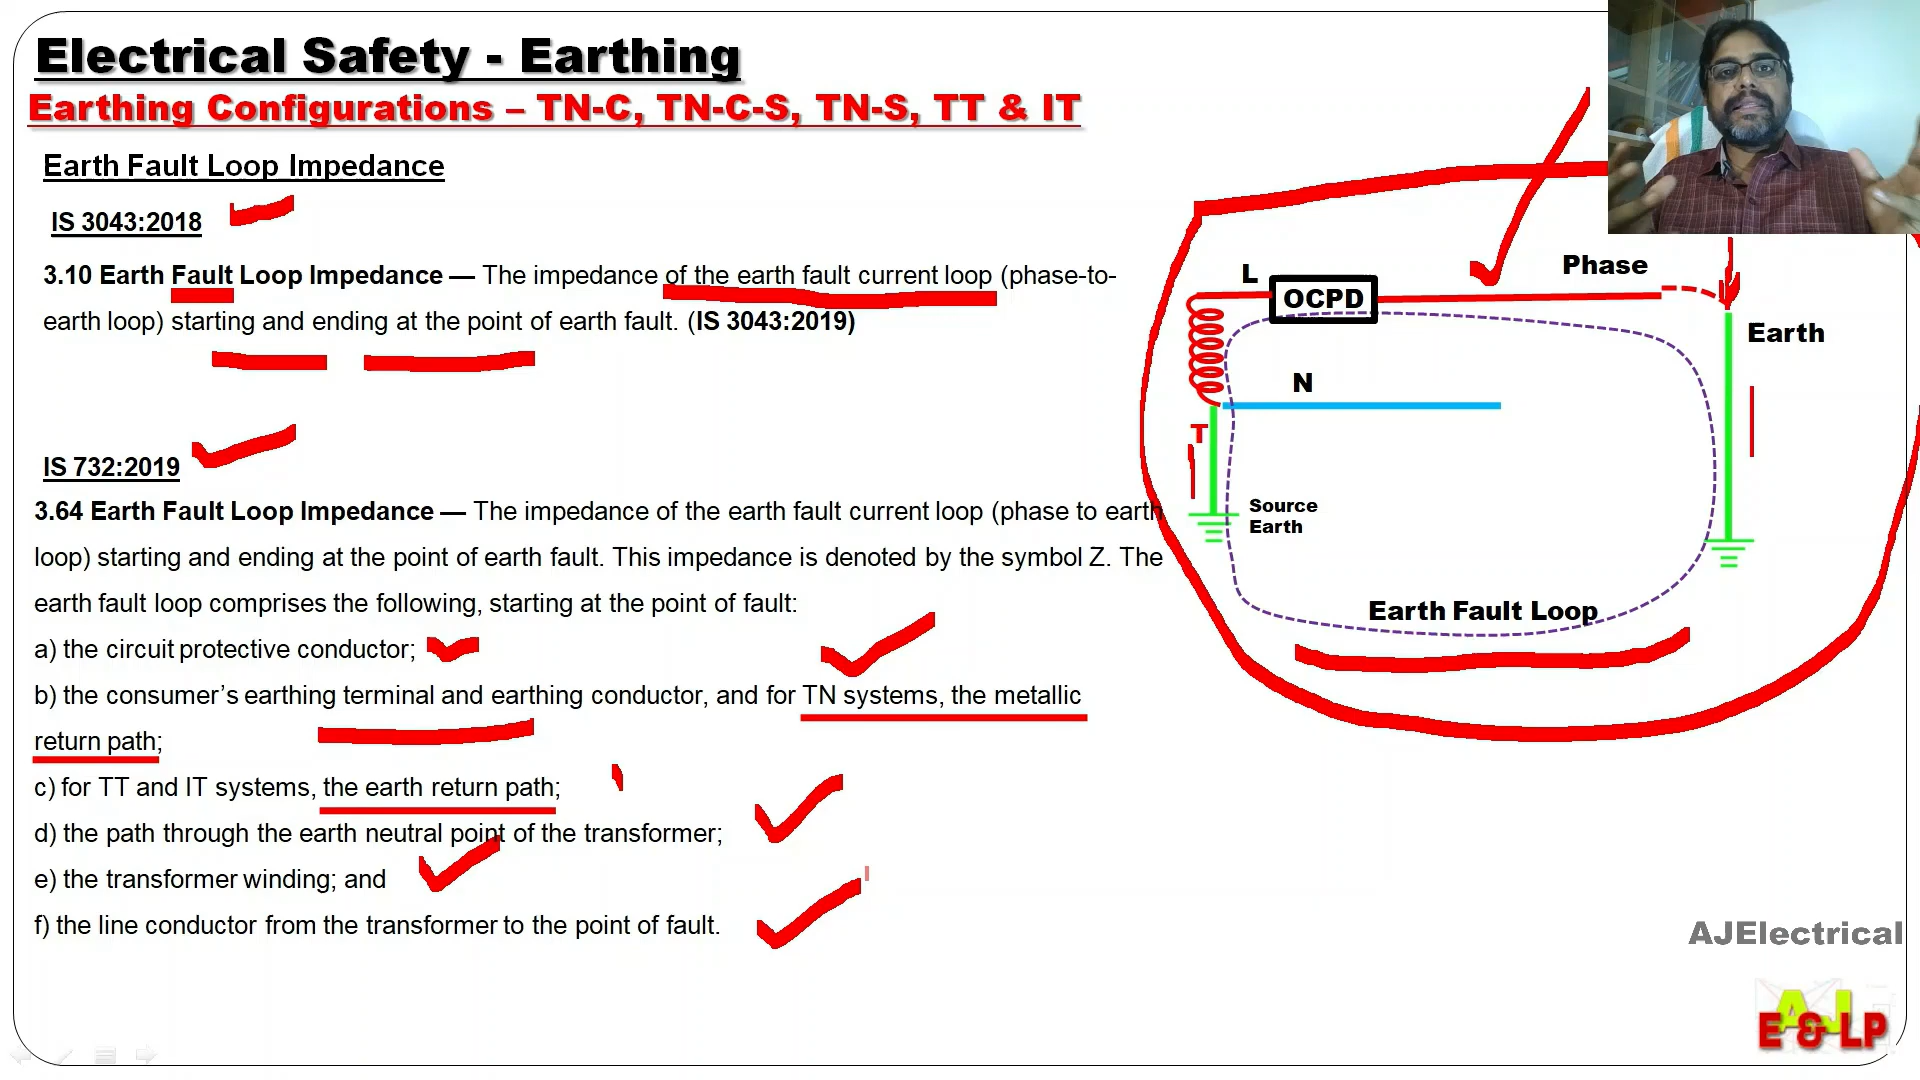 Electrical Safety - Earthing
Earthing Configurations – TN-C, TN-C-S, TN-S, TT & IT
Earth Fault Loop Impedance
IS 3043:2018
3.10 Earth Fault Loop Impedance — The impedance of the earth fault current loop (phase-to-
earth loop) starting and ending at the point of earth fault. (IS 3043:2019)
IS 732:2019
3.64 Earth Fault Loop Impedance — The impedance of the earth fault current loop (phase to earth
loop) starting and ending at the point of earth fault. This impedance is denoted by the symbol Z. The
earth fault loop comprises the following, starting at the point of fault:
a) the circuit protective conductor;
b) the consumer’s earthing terminal and earthing conductor, and for TN systems, the metallic
return path;
c) for TT and IT systems, the earth return path;
d) the path through the earth neutral point of the transformer;
e) the transformer winding; and
f) the line conductor from the transformer to the point of fault.
L
OCPD
Phase
Earth
N
T
Source
Earth
Earth Fault Loop
AJElectrical
AJ
E & LP